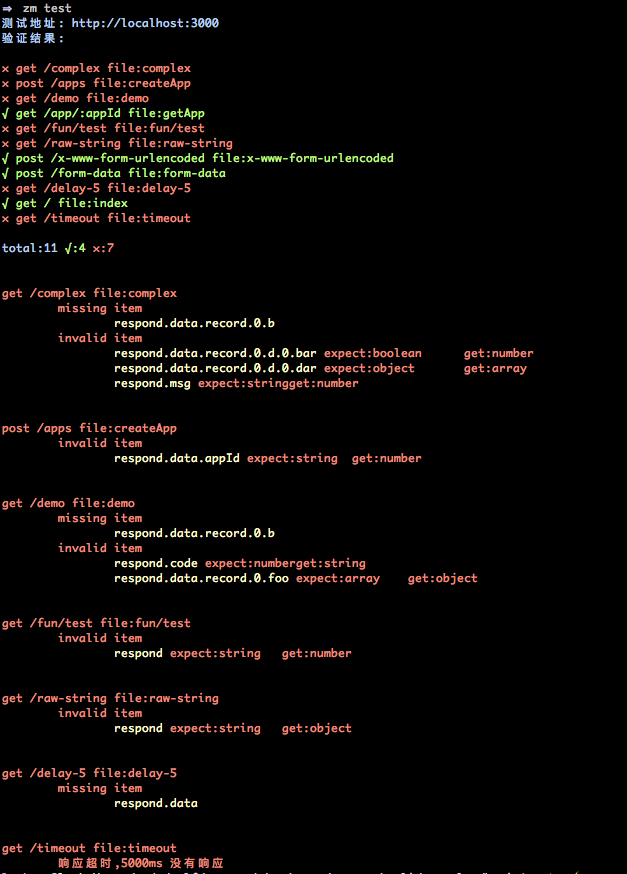 ⇒ zm test
测试地址: http://localhost:3000
验证结果:
× get /complex file:complex
× post /apps file:createApp
× get /demo file:demo
√ get /app/:appId file:getApp
× get /fun/test file:fun/test
× get /raw-string file:raw-string
√ post /x-www-form-urlencoded file:x-www-form-urlencoded
√ post /form-data file:form-data
× get /delay-5 file:delay-5
√ get / file:index
× get /timeout file:timeout
total:11 √:4 ×:7
get /complex file:complex
missing item
respond.data.record.0.b
invalid item
respond.data.record.0.d.0.bar expect:boolean get:number
respond.data.record.0.d.0.dar expect:object get:array
respond.msg expect:stringget:number
post /apps file:createApp
invalid item
respond.data.appId expect:string get:number
get /demo file:demo
missing item
respond.data.record.0.b
invalid item
respond.code expect:numberget:string
respond.data.record.0.foo expect:array get:object
get /fun/test file:fun/test
invalid item
respond expect:string get:number
get /raw-string file:raw-string
invalid item
respond expect:string get:object
get /delay-5 file:delay-5
missing item
respond.data
get /timeout file:timeout
响应超时,5000ms 没有响应